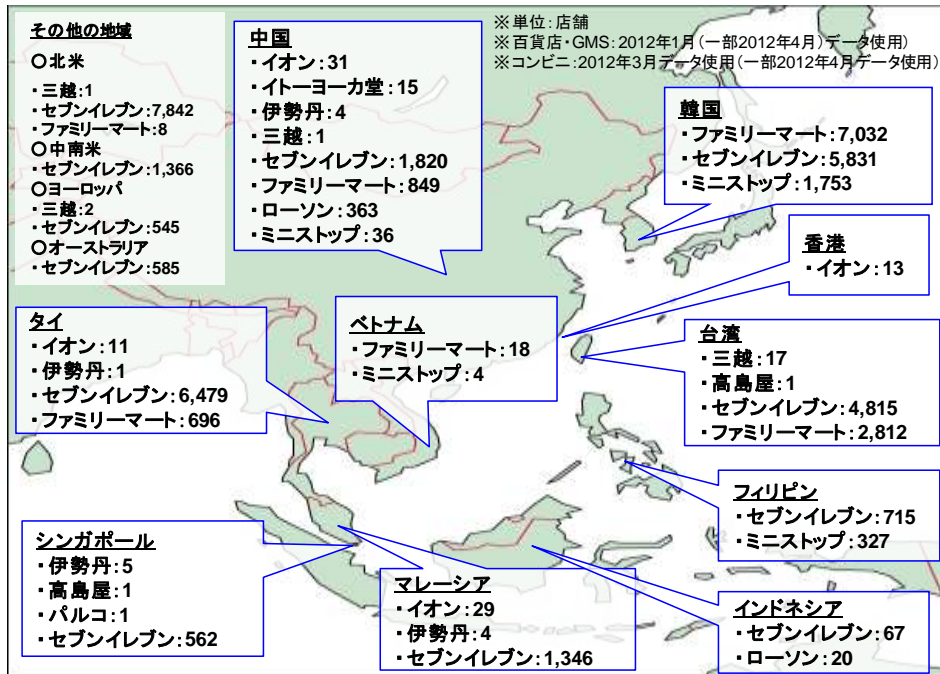 その他の地域
○北米
・三越:1
・セブンイレブン:7,842
・ファミリーマート:8
○中南米
・セブンイレブン:1,366
○ヨーロッパ
・三越:2
・セブンイレブン:545
○オーストラリア
・セブンイレブン:585
中国
・イオン:31
・イトーヨーカ堂:15
・伊勢丹:4
・三越:1
・セブンイレブン:1,820
・ファミリーマート:849
・ローソン:363
・ミニストップ:36
※単位:店舗
※百貨店・GMS:2012年1月(一部2012年4月)データ使用)
※コンビニ:2012年3月データ使用(一部2012年4月データ使用)
韓国
・ファミリーマート:7,032
・セブンイレブン:5,831
・ミニストップ:1,753
香港
・イオン:13
タイ
・イオン:11
・伊勢丹:1
・セブンイレブン:6,479
・ファミリーマート:696
ベトナム
・ファミリーマート:18
・ミニストップ:4
台湾
・三越:17
・高島屋:1
・セブンイレブン:4,815
・ファミリーマート:2,812
フィリピン
・セブンイレブン:715
・ミニストップ:327
シンガポール
・伊勢丹:5
・高島屋:1
・パルコ:1
・セブンイレブン:562
マレーシア
・イオン:29
・伊勢丹:4
・セブンイレブン:1,346
インドネシア
・セブンイレブン:67
・ローソン:20